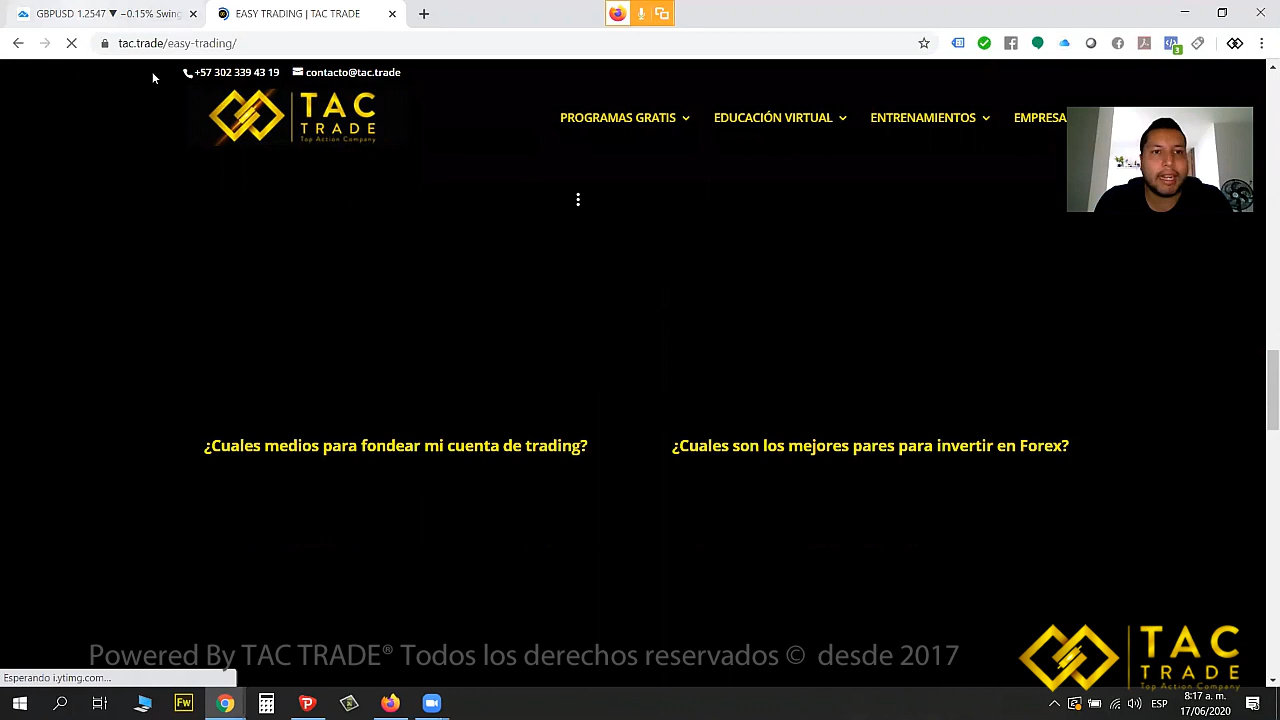 GBPUSD 1.2547 ▼ −0.15% Swing
EASY TRADING | TAC TRADE
tac.trade/easy-trading/
3
+57 302 339 43 19
contacto@tac.trade
TAC
TRADE
Top Action Company
PROGRAMAS GRATIS
EDUCACIÓN VIRTUAL
ENTRENAMIENTOS
EMPRESA
¿Cuales medios para fondear mi cuenta de trading?
¿Cuales son los mejores pares para invertir en Forex?
Powered By TAC TRADE® Todos los derechos reservados © desde 2017
TAC
TRADE
Top Action Company
Esperando i.ytimg.com...
Fw
ESP
8:17 a. m.
17/06/2020